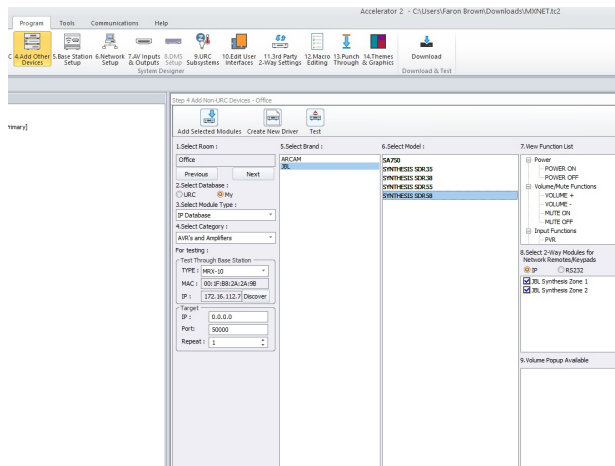 Accelerator 2 - C:\Users\Faron Brown\Downloads\MXNET.tc2
Program Tools Communications Help
C 4.Add Other Devices
5.Base Station Setup
6.Network Setup
7.AV Inputs & Outputs
8.DMS Setup
9.URC Subsystems
10.Edit User Interfaces
11.3rd Party 2-Way Settings
12.Macro Editing
13.Punch Through
14.Themes & Graphics
Download
System Designer
Download & Test
Step 4 Add Non-URC Devices - Office
Primary]
Add Selected Modules Create New Driver Test
1.Select Room :
Office
Previous Next
2.Select Database :
URC My
3.Select Module Type :
IP Database
4.Select Category :
AVR's and Amplifiers
For testing :
Test Through Base Station
TYPE : MRX-10
MAC : 00:1F:B8:2A:2A:9B
IP : 172.16.112.7 Discover
Target
IP : 0.0.0.0
Port: 50000
Repeat : 1
5.Select Brand :
ARCAM
JBL
6.Select Model :
SA750
SYNTHESIS SDR35
SYNTHESIS SDR38
SYNTHESIS SDR55
SYNTHESIS SDR58
7.View Function List
Power
POWER ON
POWER OFF
Volume/Mute Functions
VOLUME +
VOLUME -
MUTE ON
MUTE OFF
Input Functions
PVR
8.Select 2-Way Modules for
Network Remotes/Keypads
IP RS232
JBL Synthesis Zone 1
JBL Synthesis Zone 2
9.Volume Popup Available